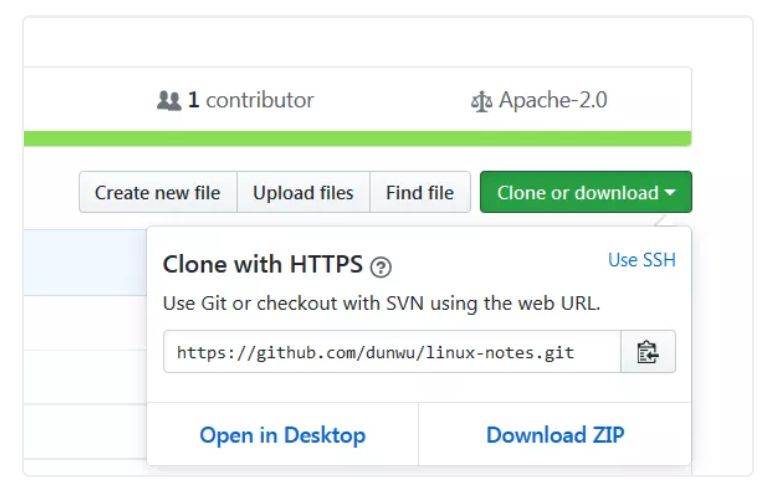 1 contributor Apache-2.0
Create new file Upload files Find file Clone or download
Clone with HTTPS Use SSH
Use Git or checkout with SVN using the web URL.
https://github.com/dunwu/linux-notes.git
Open in Desktop Download ZIP